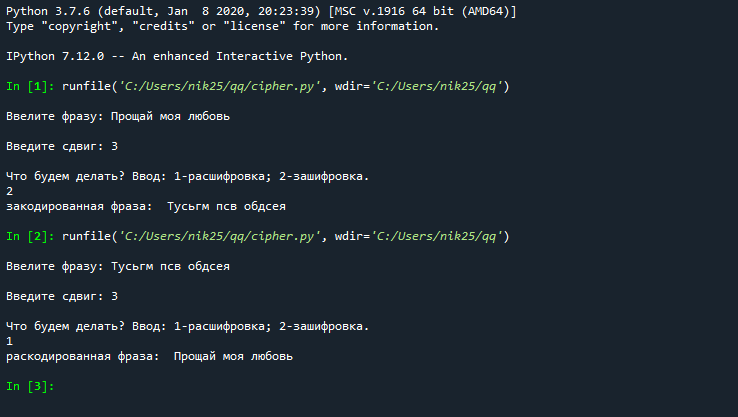 Python 3.7.6 (default, Jan  8 2020, 20:23:39) [MSC v.1916 64 bit (AMD64)]
Type "copyright", "credits" or "license" for more information.
IPython 7.12.0 -- An enhanced Interactive Python.
In [1]: runfile('C:/Users/nik25/qq/cipher.py', wdir='C:/Users/nik25/qq')
Ввелите фразу: Прощай моя любовь
Введите сдвиг: 3
Что будем делать? Ввод: 1-расшифровка; 2-зашифровка.
2
закодированная фраза:  Тусьгм псв обдсея
In [2]: runfile('C:/Users/nik25/qq/cipher.py', wdir='C:/Users/nik25/qq')
Ввелите фразу: Тусьгм псв обдсея
Введите сдвиг: 3
Что будем делать? Ввод: 1-расшифровка; 2-зашифровка.
1
раскодированная фраза:  Прощай моя любовь
In [3]: